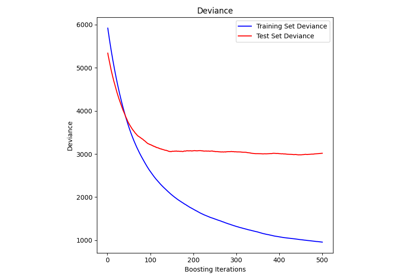 Deviance
Training Set Deviance
Test Set Deviance
6000
5000
4000
3000
2000
1000
Deviance
0
100
200
300
400
500
Boosting Iterations